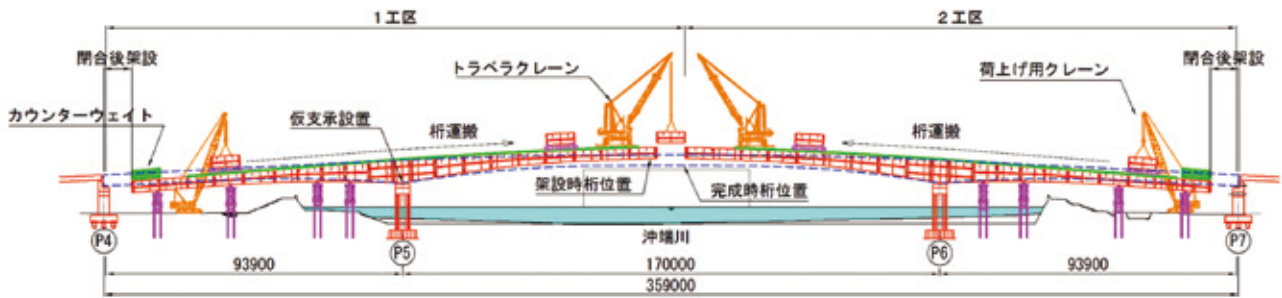 1工区
2工区
閉合後架設
トラベラクレーン
荷上げ用クレーン
閉合後架設
カウンターウェイト
仮支承設置
桁運搬
桁運搬
架設時桁位置
完成時桁位置
沖端川
P4
P5
P6
P7
93900
170000
93900
359000